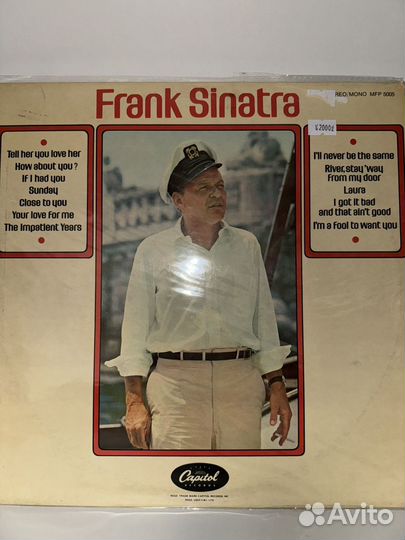 REO/MONO MFP 5005
Frank Sinatra
Tell her you love her
How about you?
If I had you
Sunday
Close to you
Your love for me
The Impatient Years
I'll never be the same
River, stay 'way
from my door
Laura
I got it bad
and that ain't good
I'm a fool to want you
Capitol
RECORDS
Avito